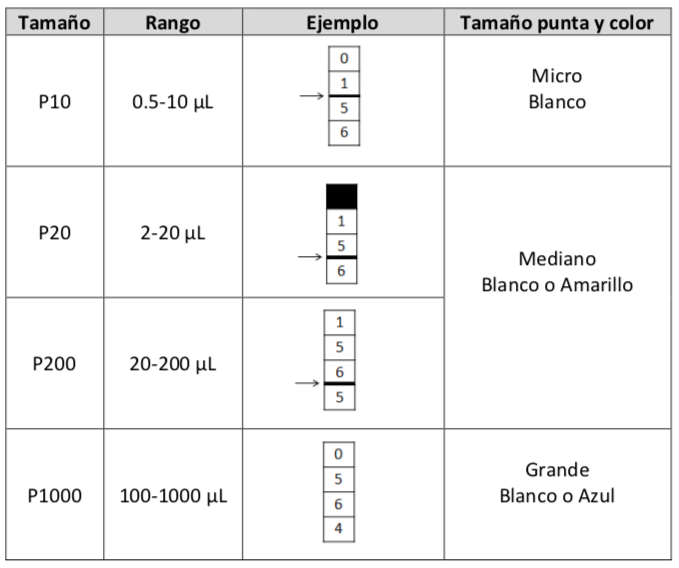 Tamaño Rango Ejemplo Tamaño punta y color
P10 0.5-10 µL
0
1
5
6
Micro
Blanco
P20 2-20 µL
1
5
6
Mediano
Blanco o Amarillo
P200 20-200 µL
1
5
6
5
P1000 100-1000 µL
0
5
6
4
Grande
Blanco o Azul